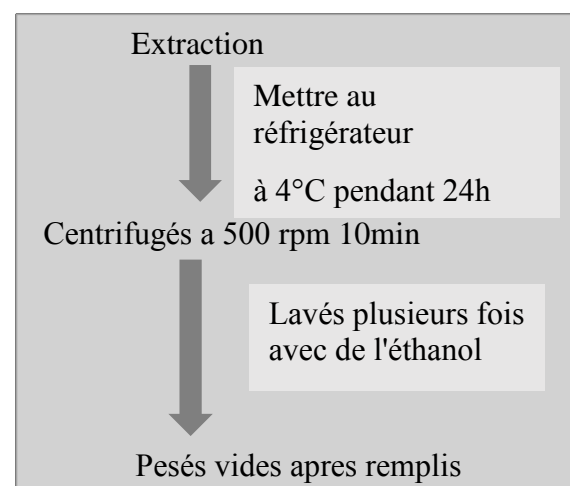 Extraction
Mettre au
réfrigérateur
à 4°C pendant 24h
Centrifugés a 500 rpm 10min
Lavés plusieurs fois
avec de l'éthanol
Pesés vides apres remplis